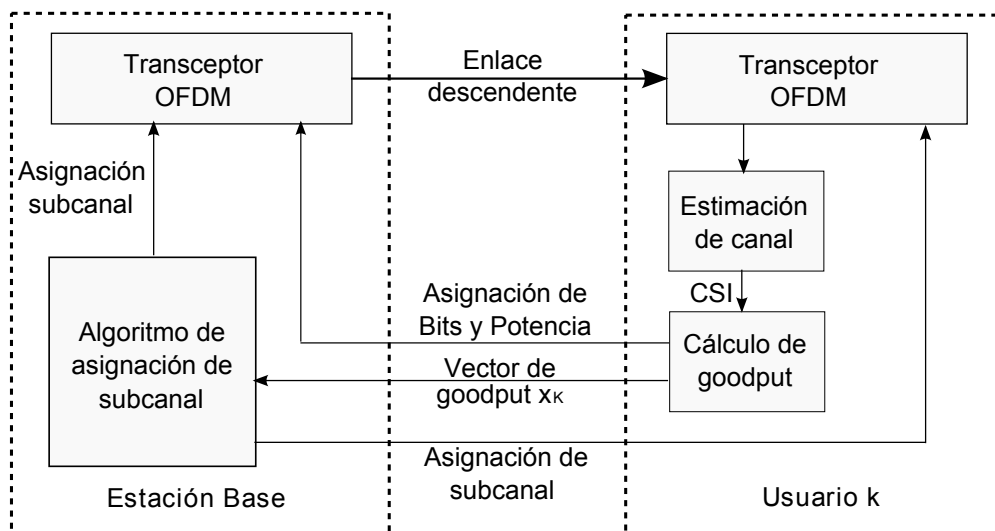 Transceptor
OFDM
Enlace
descendente
Transceptor
OFDM
Asignación
subcanal
Estimación
de canal
CSI
Algoritmo de
asignación de
subcanal
Asignación de
Bits y Potencia
Cálculo de
goodput
Vector de
goodput xK
Asignación de
subcanal
Estación Base
Usuario k